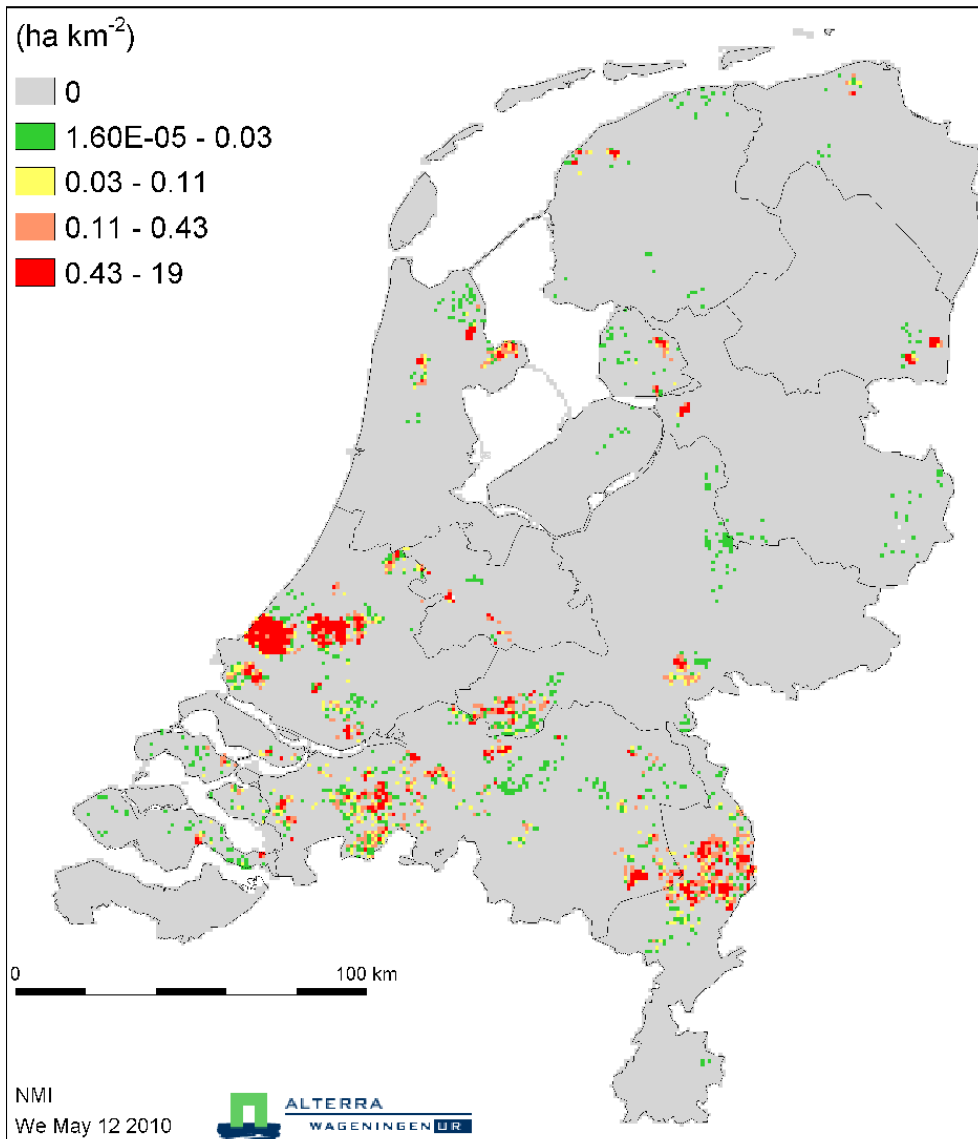 (ha km-2)
0
1.60E-05 - 0.03
0.03 - 0.11
0.11 - 0.43
0.43 - 19
0 100 km
NMI
We May 12 2010
ALTERRA
WAGENINGEN UR